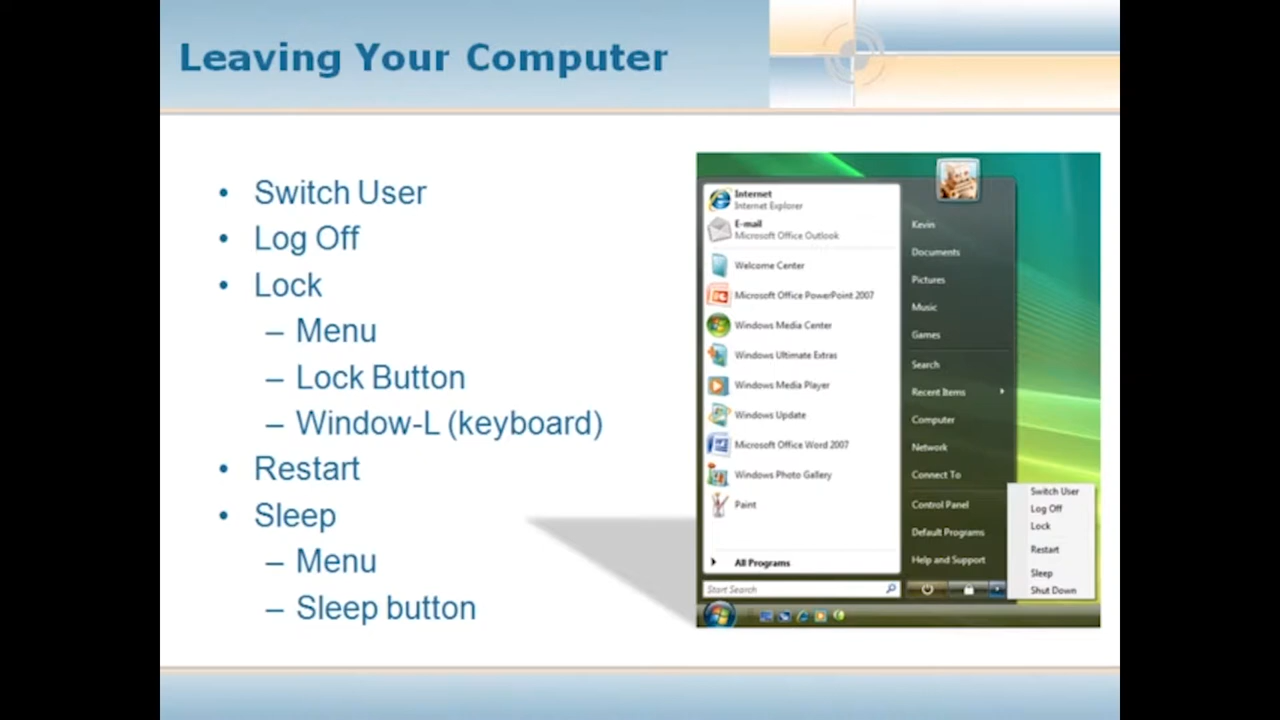 Leaving Your Computer
• Switch User
• Log Off
• Lock
– Menu
– Lock Button
– Window-L (keyboard)
• Restart
• Sleep
– Menu
– Sleep button
Internet
Internet Explorer
E-mail
Microsoft Office Outlook
Welcome Center
Microsoft Office PowerPoint 2007
Windows Media Center
Windows Ultimate Extras
Windows Media Player
Windows Update
Microsoft Office Word 2007
Windows Photo Gallery
Paint
All Programs
Start Search
Kevin
Documents
Pictures
Music
Games
Search
Recent Items
Computer
Network
Connect To
Control Panel
Default Programs
Help and Support
Switch User
Log Off
Lock
Restart
Sleep
Shut Down